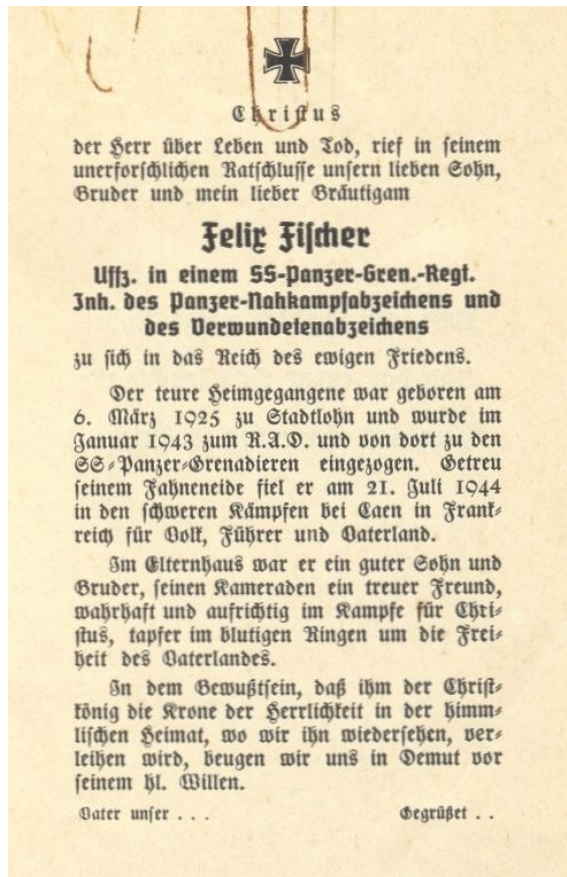 Christus
der Herr über Leben und Tod, rief in seinem
unerforschlichen Ratschlusse unsern lieben Sohn,
Bruder und mein lieber Bräutigam
Felix Fischer
Uffz. in einem SS-Panzer-Gren.-Regt.
Inh. des Panzer-Nahkampfabzeichens und
des Verwundetenabzeichens
zu sich in das Reich des ewigen Friedens.
Der teure Heimgegangene war geboren am
6. März 1925 zu Stadtlohn und wurde im
Januar 1943 zum R.A.D. und von dort zu den
SS-Panzer-Grenadieren eingezogen. Getreu
seinem Fahneneide fiel er am 21. Juli 1944
in den schweren Kämpfen bei Caen in Frank-
reich für Volk, Führer und Vaterland.
Im Elternhaus war er ein guter Sohn und
Bruder, seinen Kameraden ein treuer Freund,
wahrhaft und aufrichtig im Kampfe für Chri-
stus, tapfer im blutigen Ringen um die Frei-
heit des Vaterlandes.
In dem Bewußtsein, daß ihm der Christ-
könig die Krone der Herrlichkeit in der himm-
lischen Heimat, wo wir ihn wiedersehen, ver-
leihen wird, beugen wir uns in Demut vor
seinem hl. Willen.
Vater unser . . . Gegrüßet . .